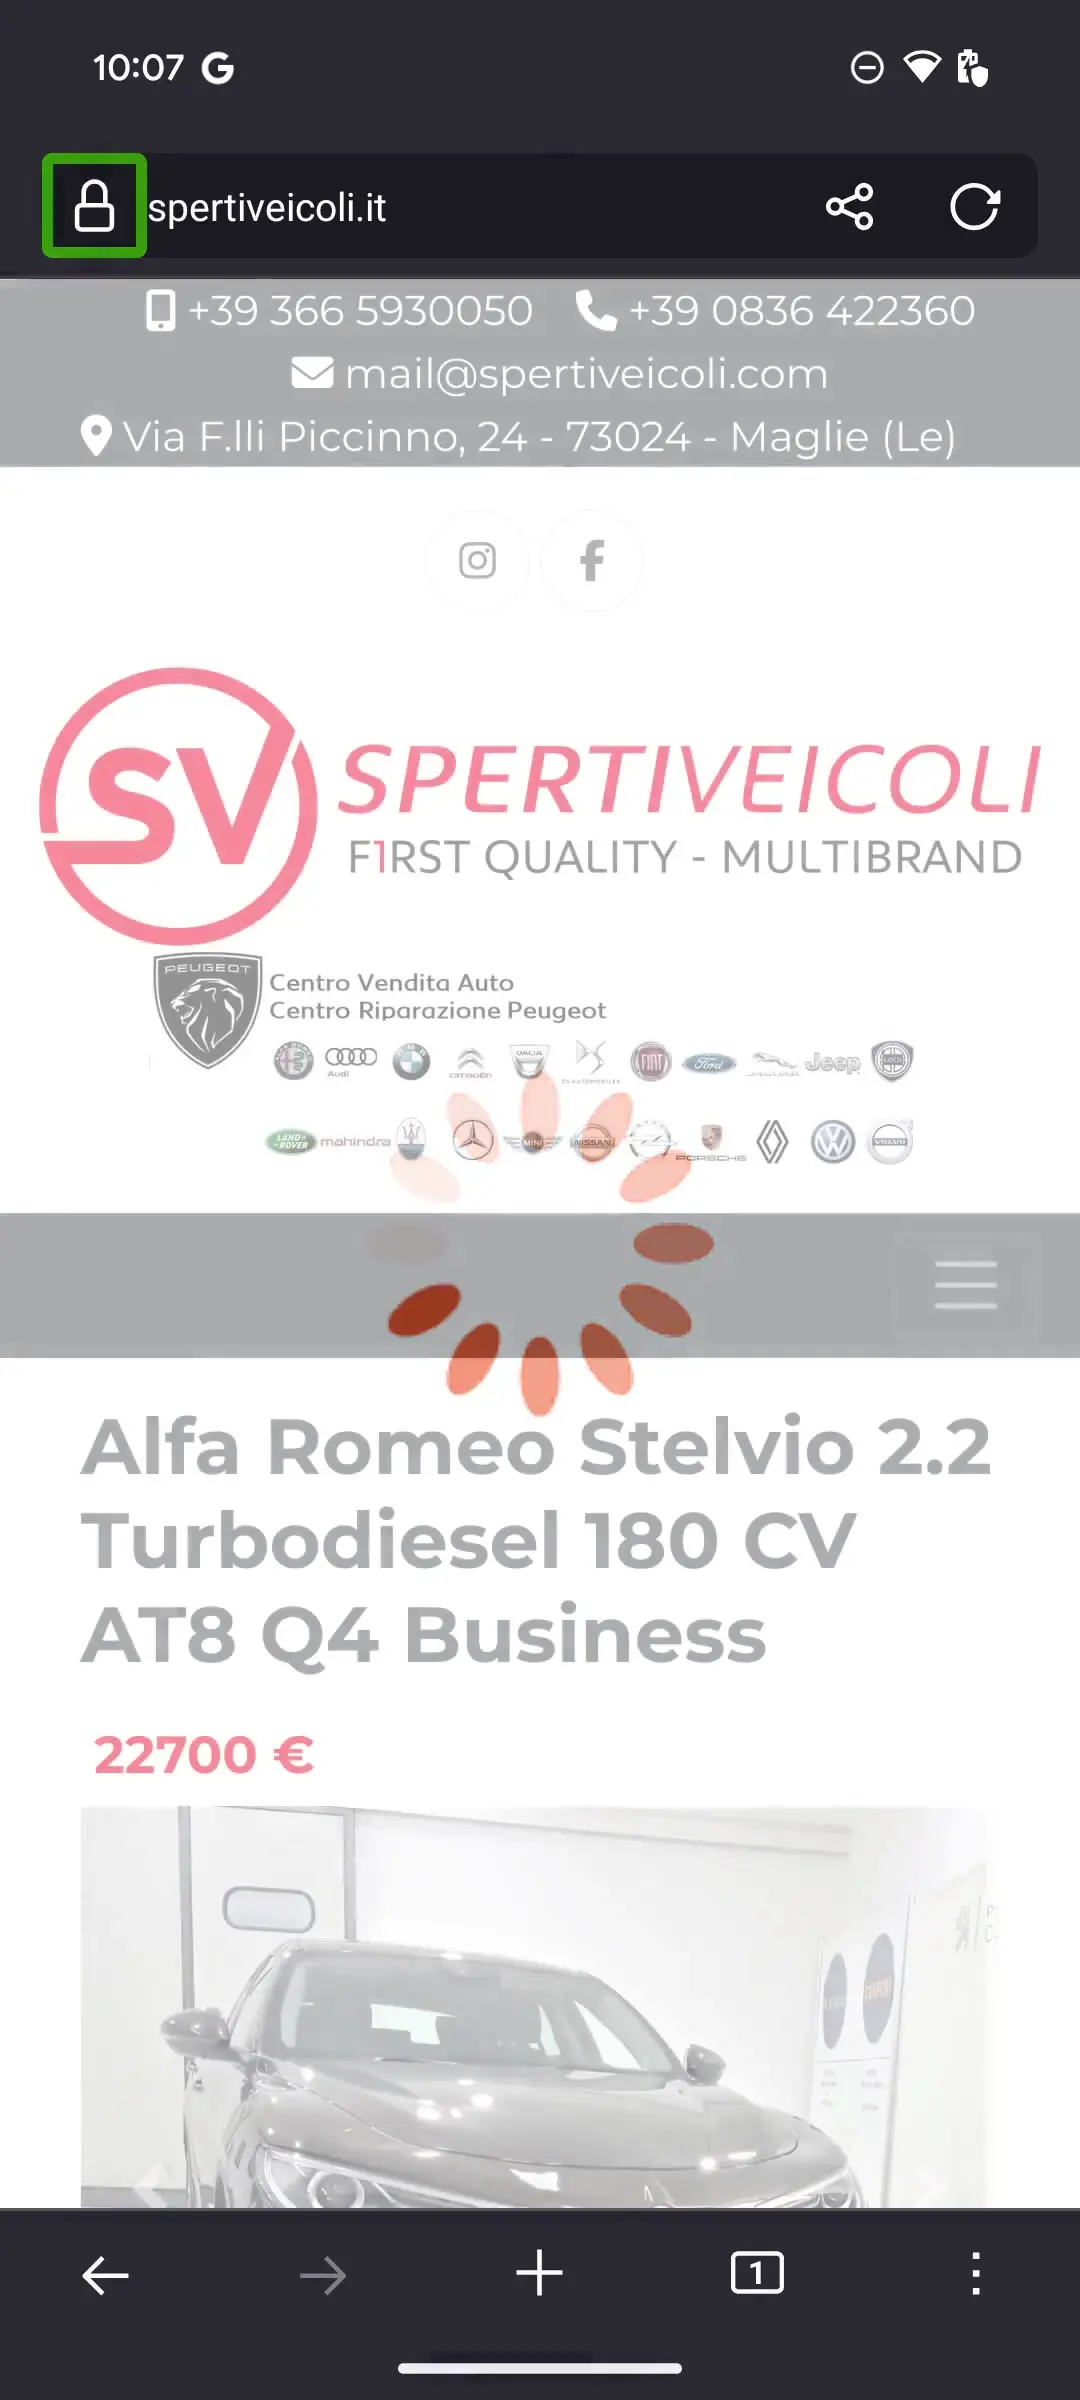 10:07
spertiveicoli.it
+39 366 5930050 +39 0836 422360
mail@spertiveicoli.com
Via F.lli Piccinno, 24 - 73024 - Maglie (Le)
SV
SPERTIVEICOLI
F1RST QUALITY - MULTIBRAND
PEUGEOT
Centro Vendita Auto
Centro Riparazione Peugeot
Audi CITROËN DACIA DS AUTOMOBILES FIAT Ford JAGUAR Jeep
LAND ROVER mahindra MINI NISSAN PORSCHE VOLVO
Alfa Romeo Stelvio 2.2
Turbodiesel 180 CV
AT8 Q4 Business
22700 €
1